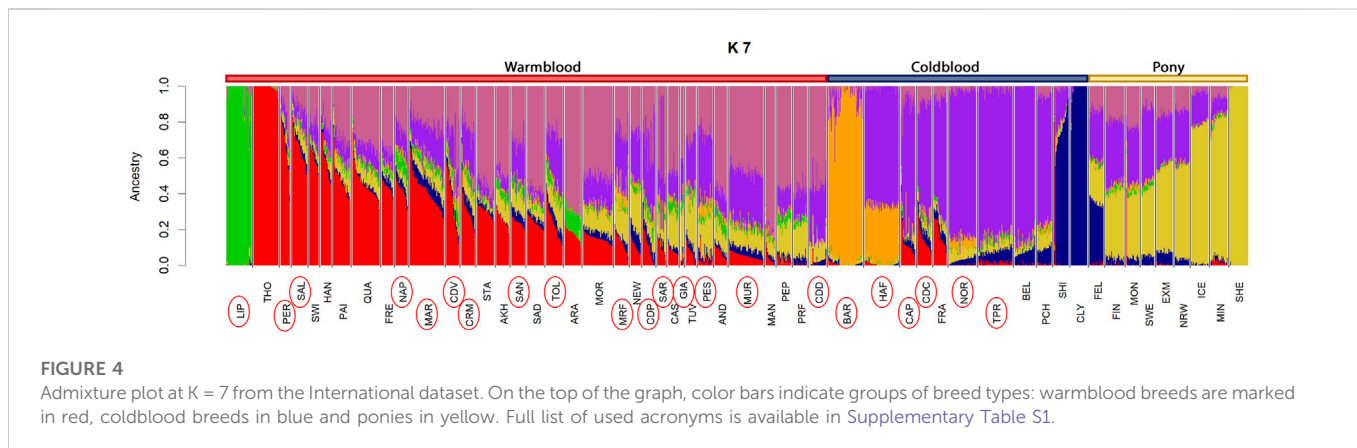 K 7
Warmblood Coldblood Pony
1.0
0.8
0.6
0.4
0.2
0.0
Ancestry
LIP THO PER SAL SWI HAN PAI QUA FRE NAP MAR CDV CRM STA AKH SAN SAD TOL ARA MOR MRF NEW CDP SAR CAS GIA TUV PES AND MUR MAN PEP PRF CDD BAR HAF CAP CDC FRA NOR TPR BEL PCH SHI CLY FEL FIN MON SWE EXM NRW ICE MIN SHE
FIGURE 4
Admixture plot at K = 7 from the International dataset. On the top of the graph, color bars indicate groups of breed types: warmblood breeds are marked
in red, coldblood breeds in blue and ponies in yellow. Full list of used acronyms is available in Supplementary Table S1.